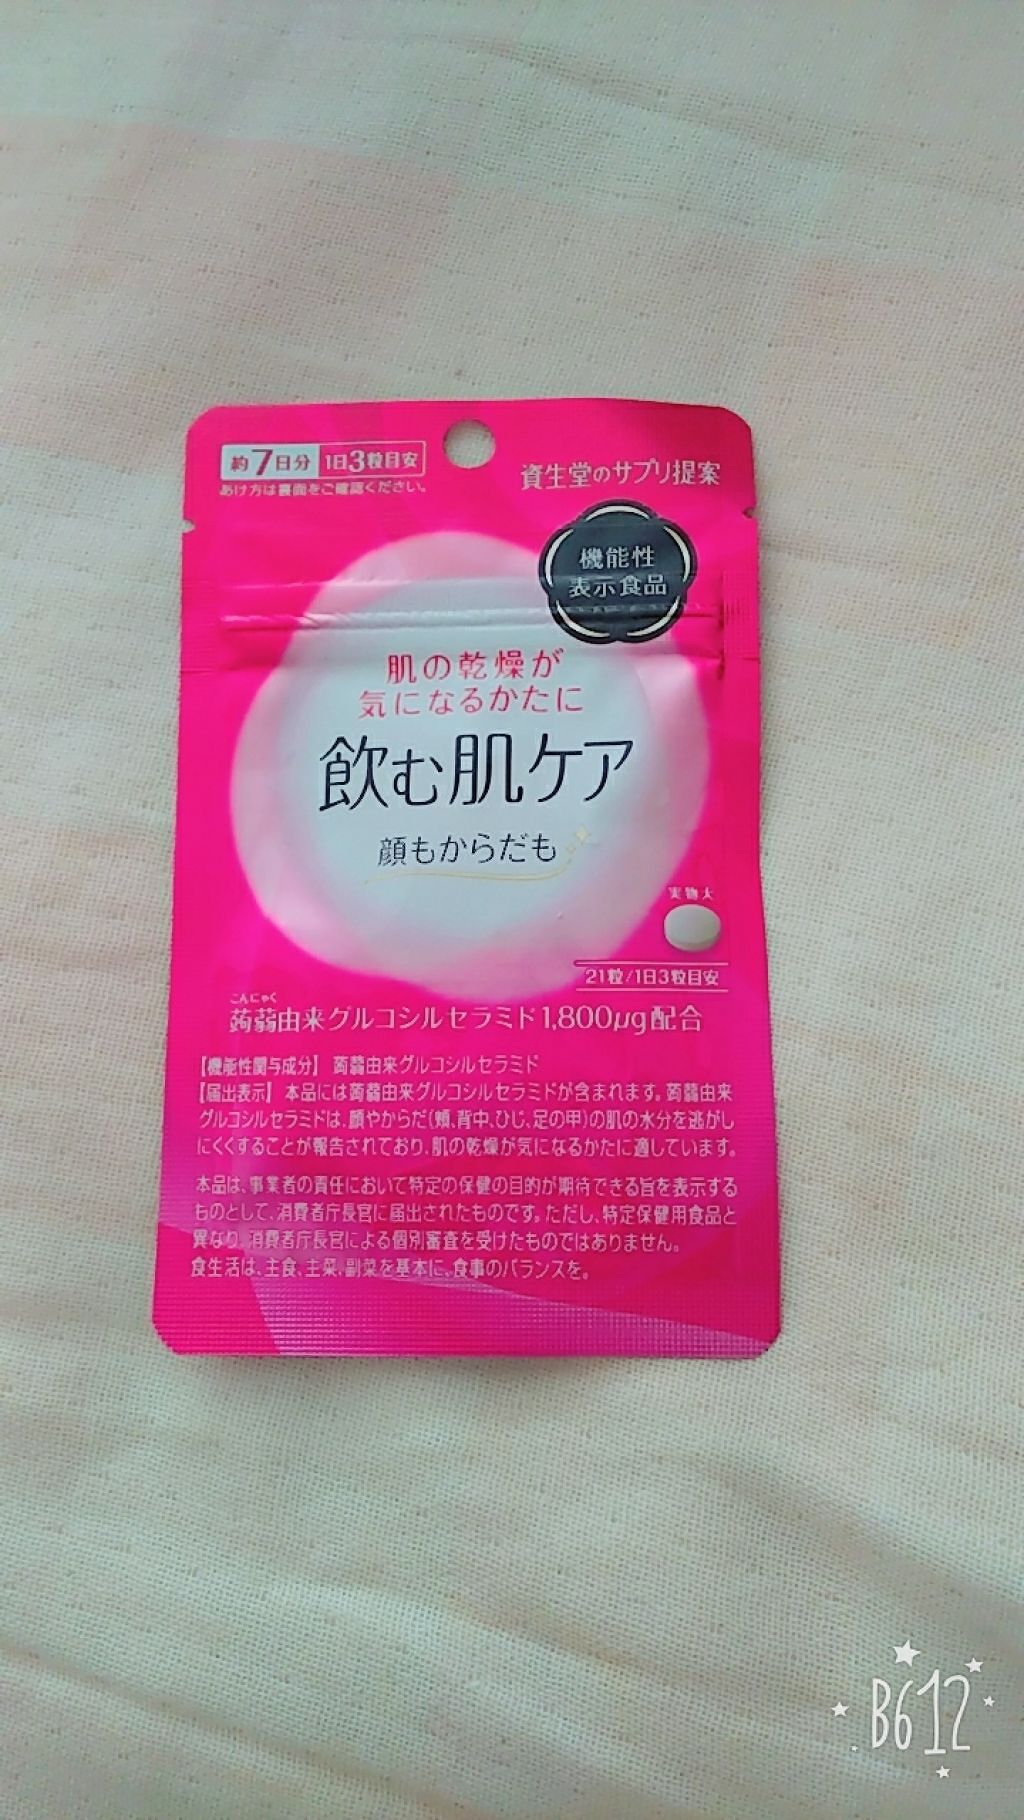 約7日分 1日3粒目安
あけ方は裏面をご確認ください。
資生堂のサプリ提案
機能性
表示食品
肌の乾燥が
気になるかたに
飲む肌ケア
顔もからだも
実物大
21粒/1日3粒目安
こんにゃく
蒟蒻由来グルコシルセラミド1,800μg配合
【機能性関与成分】 蒟蒻由来グルコシルセラミド
【届出表示】 本品には蒟蒻由来グルコシルセラミドが含まれます。蒟蒻由来
グルコシルセラミドは、顔やからだ(頬、背中、ひじ、足の甲)の肌の水分を逃がし
にくくすることが報告されており、肌の乾燥が気になるかたに適しています。
本品は、事業者の責任において特定の保健の目的が期待できる旨を表示する
ものとして、消費者庁長官に届出されたものです。ただし、特定保健用食品と
異なり、消費者庁長官による個別審査を受けたものではありません。
食生活は、主食、主菜、副菜を基本に、食事のバランスを。
B612